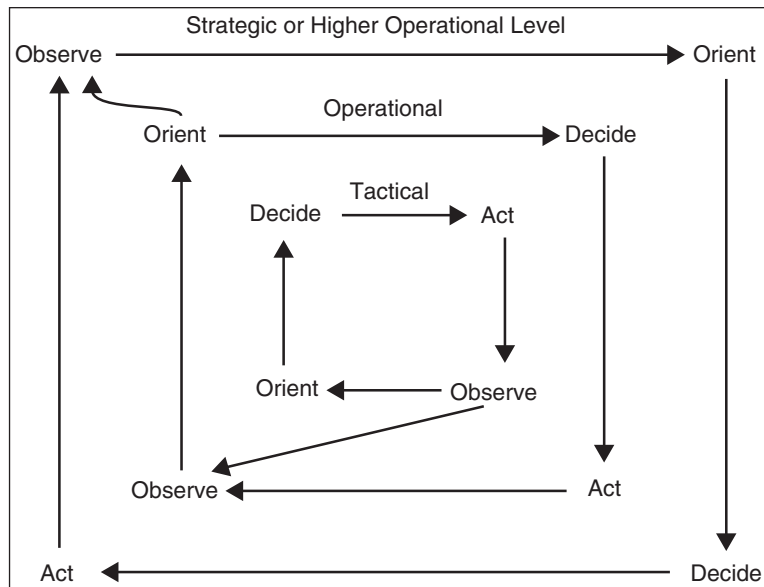 Strategic or Higher Operational Level
Observe
Orient
Operational
Orient
Decide
Tactical
Decide
Act
Orient
Observe
Observe
Act
Act
Decide